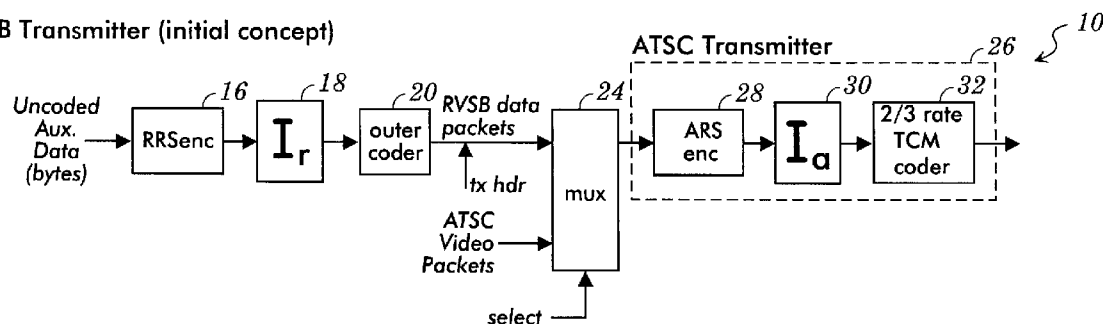 B Transmitter (initial concept)
ATSC Transmitter
10
26
Uncoded
Aux.
Data
(bytes)
16
RRSenc
18
Ir
20
outer
coder
RVSB data
packets
tx hdr
ATSC
Video
Packets
24
mux
select
28
ARS
enc
30
Ia
32
2/3 rate
TCM
coder